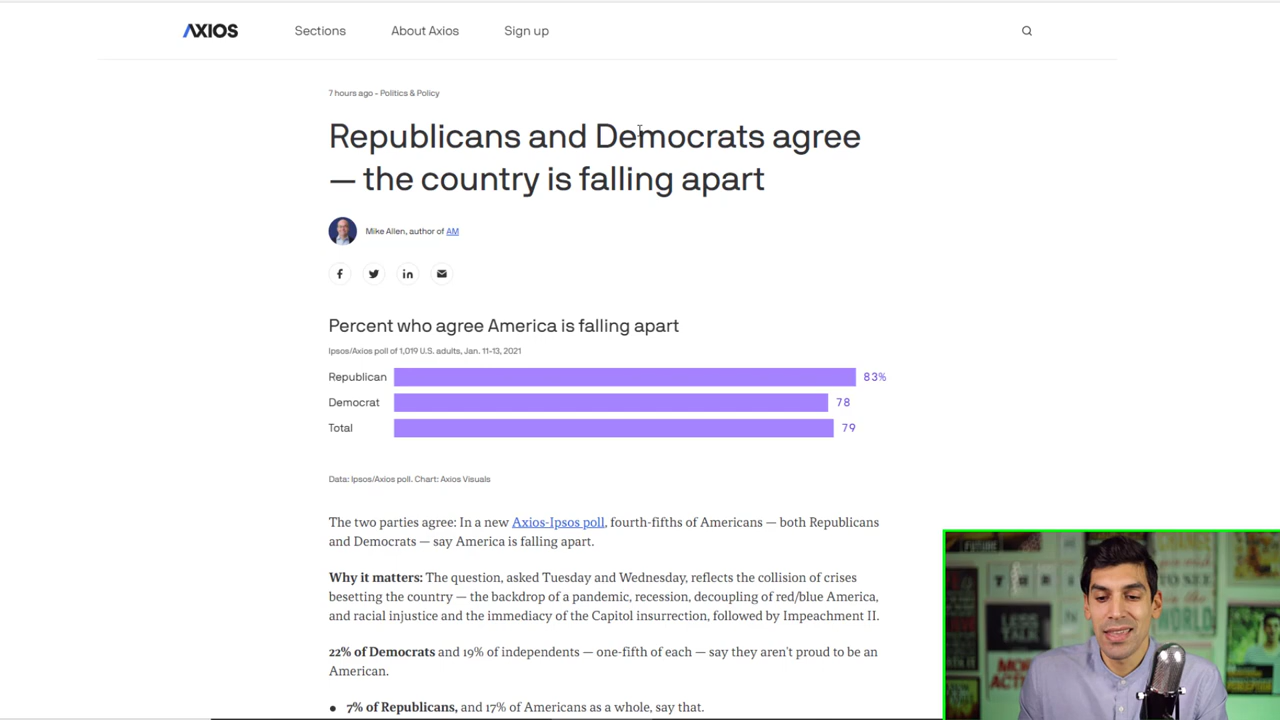 AXIOS
Sections
About Axios
Sign up
7 hours ago - Politics & Policy
Republicans and Democrats agree
— the country is falling apart
Mike Allen, author of AM
Percent who agree America is falling apart
Ipsos/Axios poll of 1,019 U.S. adults, Jan. 11-13, 2021
Republican 83%
Democrat 78
Total 79
Data: Ipsos/Axios poll. Chart: Axios Visuals
The two parties agree: In a new Axios-Ipsos poll, fourth-fifths of Americans — both Republicans
and Democrats — say America is falling apart.
Why it matters: The question, asked Tuesday and Wednesday, reflects the collision of crises
besetting the country — the backdrop of a pandemic, recession, decoupling of red/blue America,
and racial injustice and the immediacy of the Capitol insurrection, followed by Impeachment II.
22% of Democrats and 19% of independents — one-fifth of each — say they aren't proud to be an
American.
• 7% of Republicans, and 17% of Americans as a whole, say that.
LESS
TALK